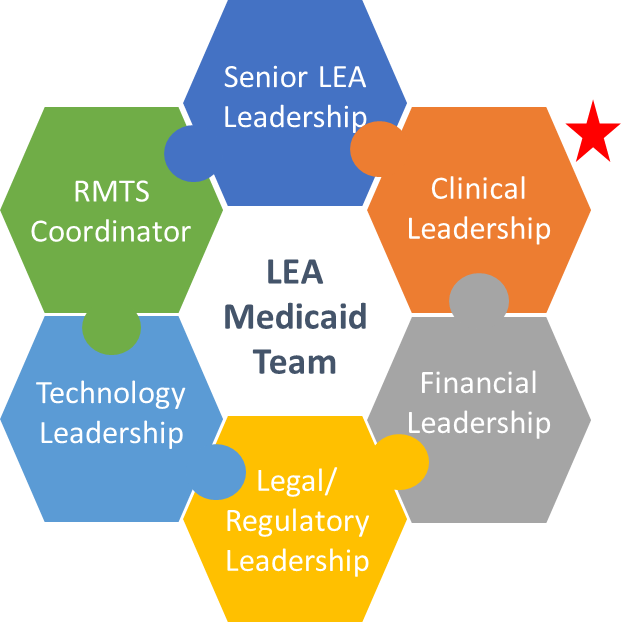 Senior LEA
Leadership
Clinical
Leadership
RMTS
Coordinator
LEA
Medicaid
Team
Financial
Leadership
Technology
Leadership
Legal/
Regulatory
Leadership